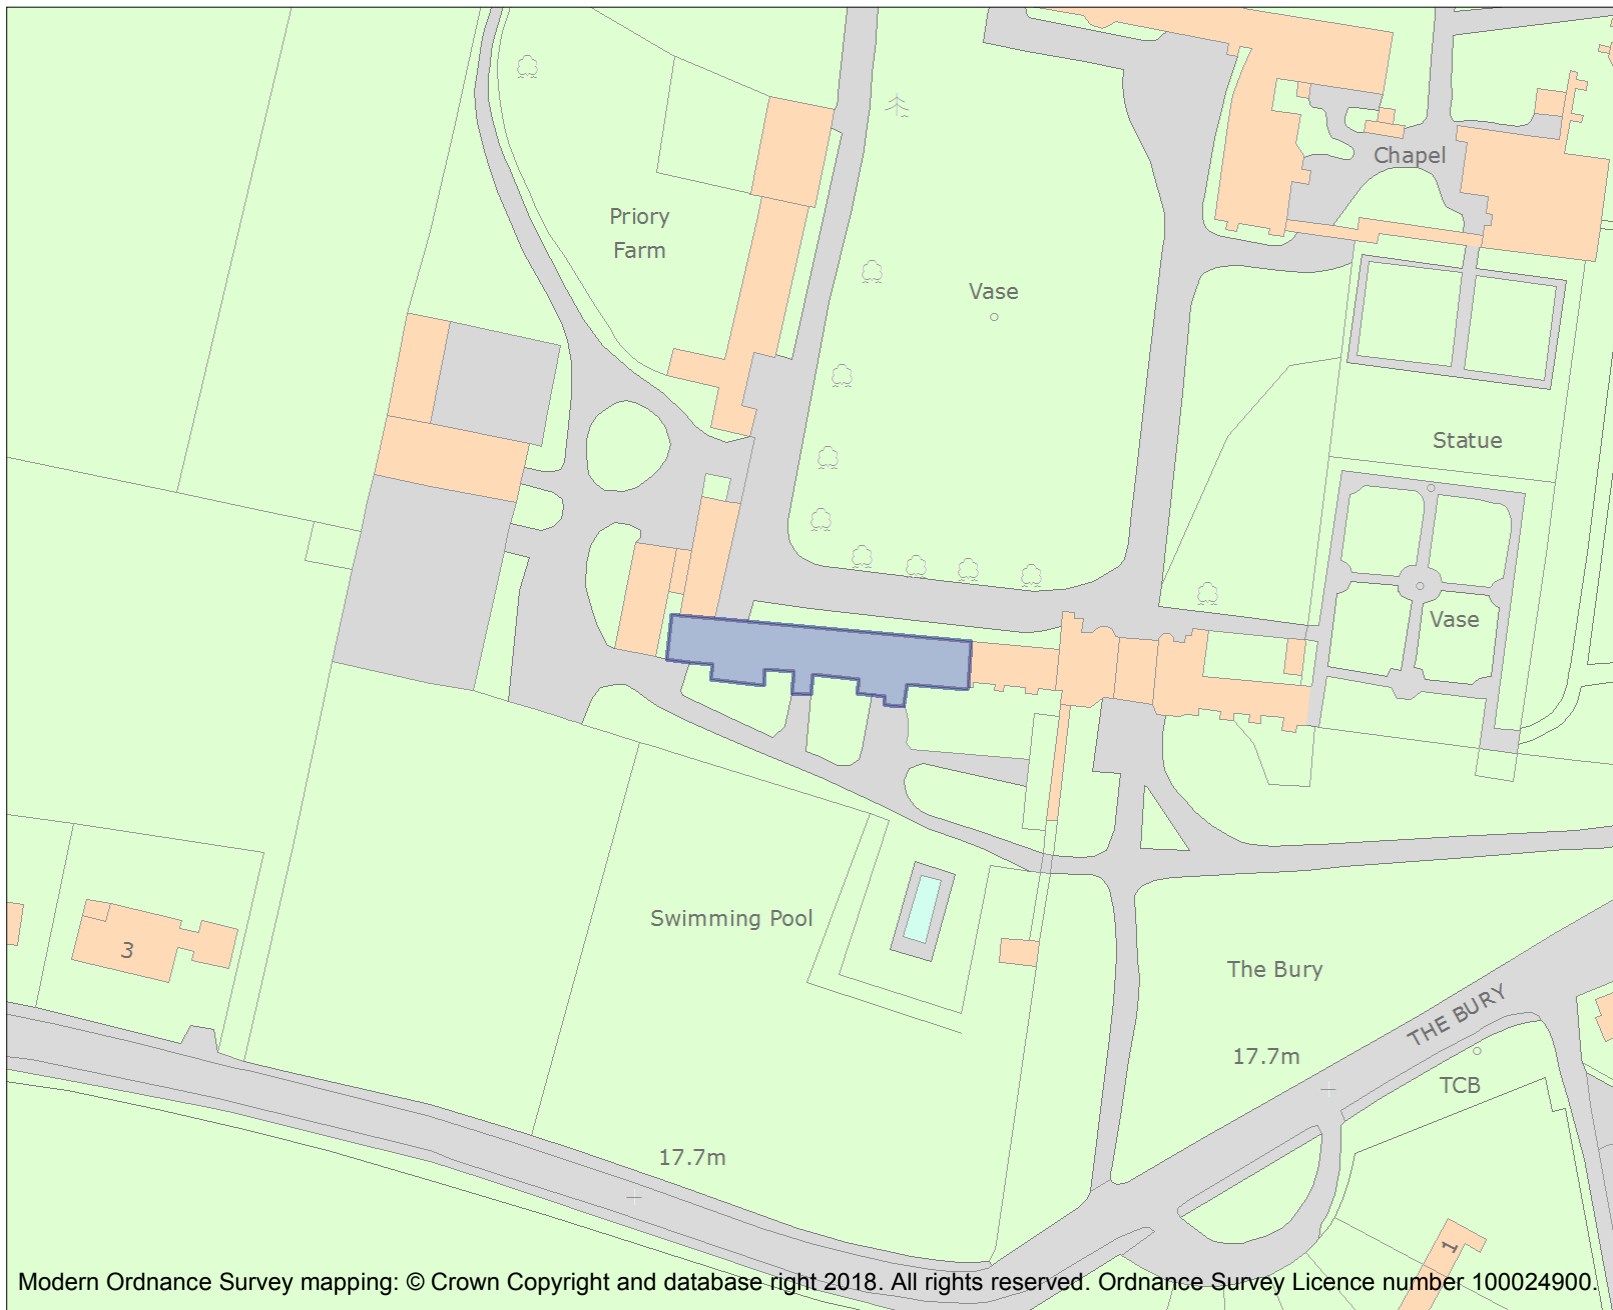 Chapel
Priory
Farm
Vase
Statue
Vase
Swimming Pool
3
The Bury
THE BURY
17.7m
TCB
17.7m
1
Modern Ordnance Survey mapping: © Crown Copyright and database right 2018. All rights reserved. Ordnance Survey Licence number 100024900.